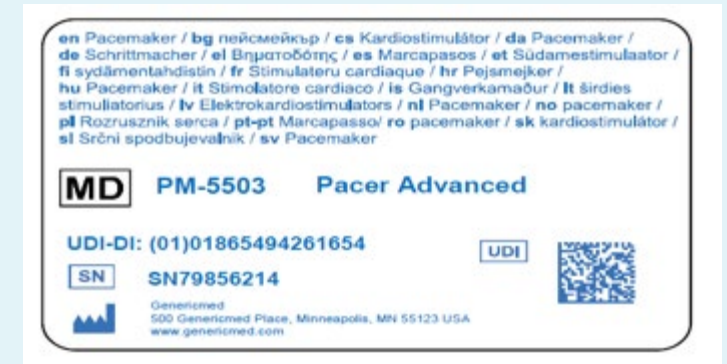 en Pacemaker / bg пейсмейкър / cs Kardiostimulátor / da Pacemaker /
de Schrittmacher / el Βηματοδότης / es Marcapasos / et Südamestimulaator /
fi sydämentahdistin / fr Stimulateru cardiaque / hr Pejsmejker /
hu Pacemaker / it Stimolatore cardiaco / is Gangverkamaður / lt širdies
stimuliatorius / lv Elektrokardiostimulators / nl Pacemaker / no pacemaker /
pl Rozrusznik serca / pt-pt Marcapasso/ ro pacemaker / sk kardiostimulátor /
sl Srčni spodbujevalnik / sv Pacemaker
MD PM-5503 Pacer Advanced
UDI-DI: (01)01865494261654 UDI
SN SN79856214
Genericmed
500 Genericmed Place, Minneapolis, MN 55123 USA
www.genericmed.com